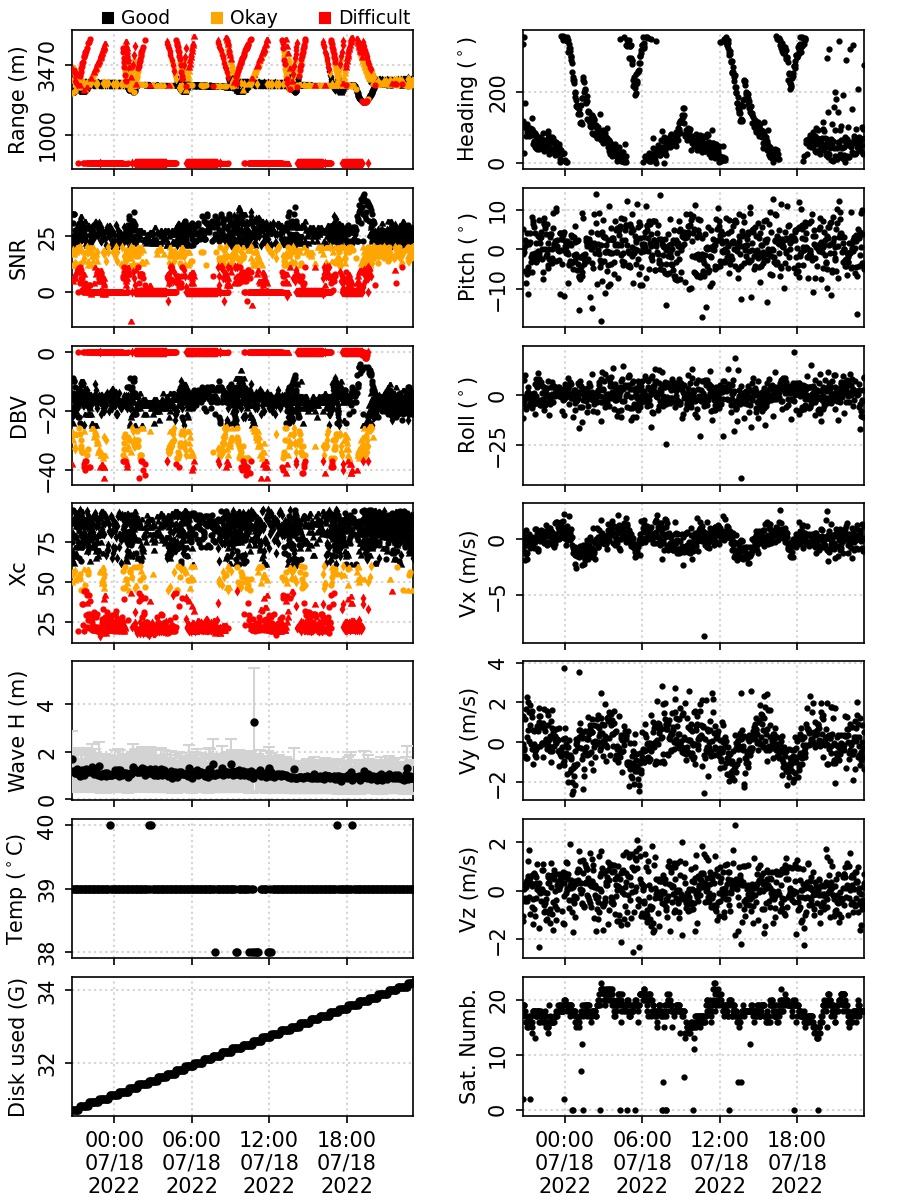 Good Okay Difficult
Range (m)
3470
1000
Heading (°)
200
0
SNR
25
0
Pitch (°)
10
0
−10
DBV
0
−20
−40
Roll (°)
0
−25
Xc
75
50
25
Vx (m/s)
0
−5
Wave H (m)
4
2
0
Vy (m/s)
4
2
0
−2
Temp (°C)
40
39
38
Vz (m/s)
2
0
−2
Disk used (G)
34
32
Sat. Numb.
20
10
0
00:00 06:00 12:00 18:00 00:00 06:00 12:00 18:00
07/18 07/18 07/18 07/18 07/18 07/18 07/18 07/18
2022 2022 2022 2022 2022 2022 2022 2022